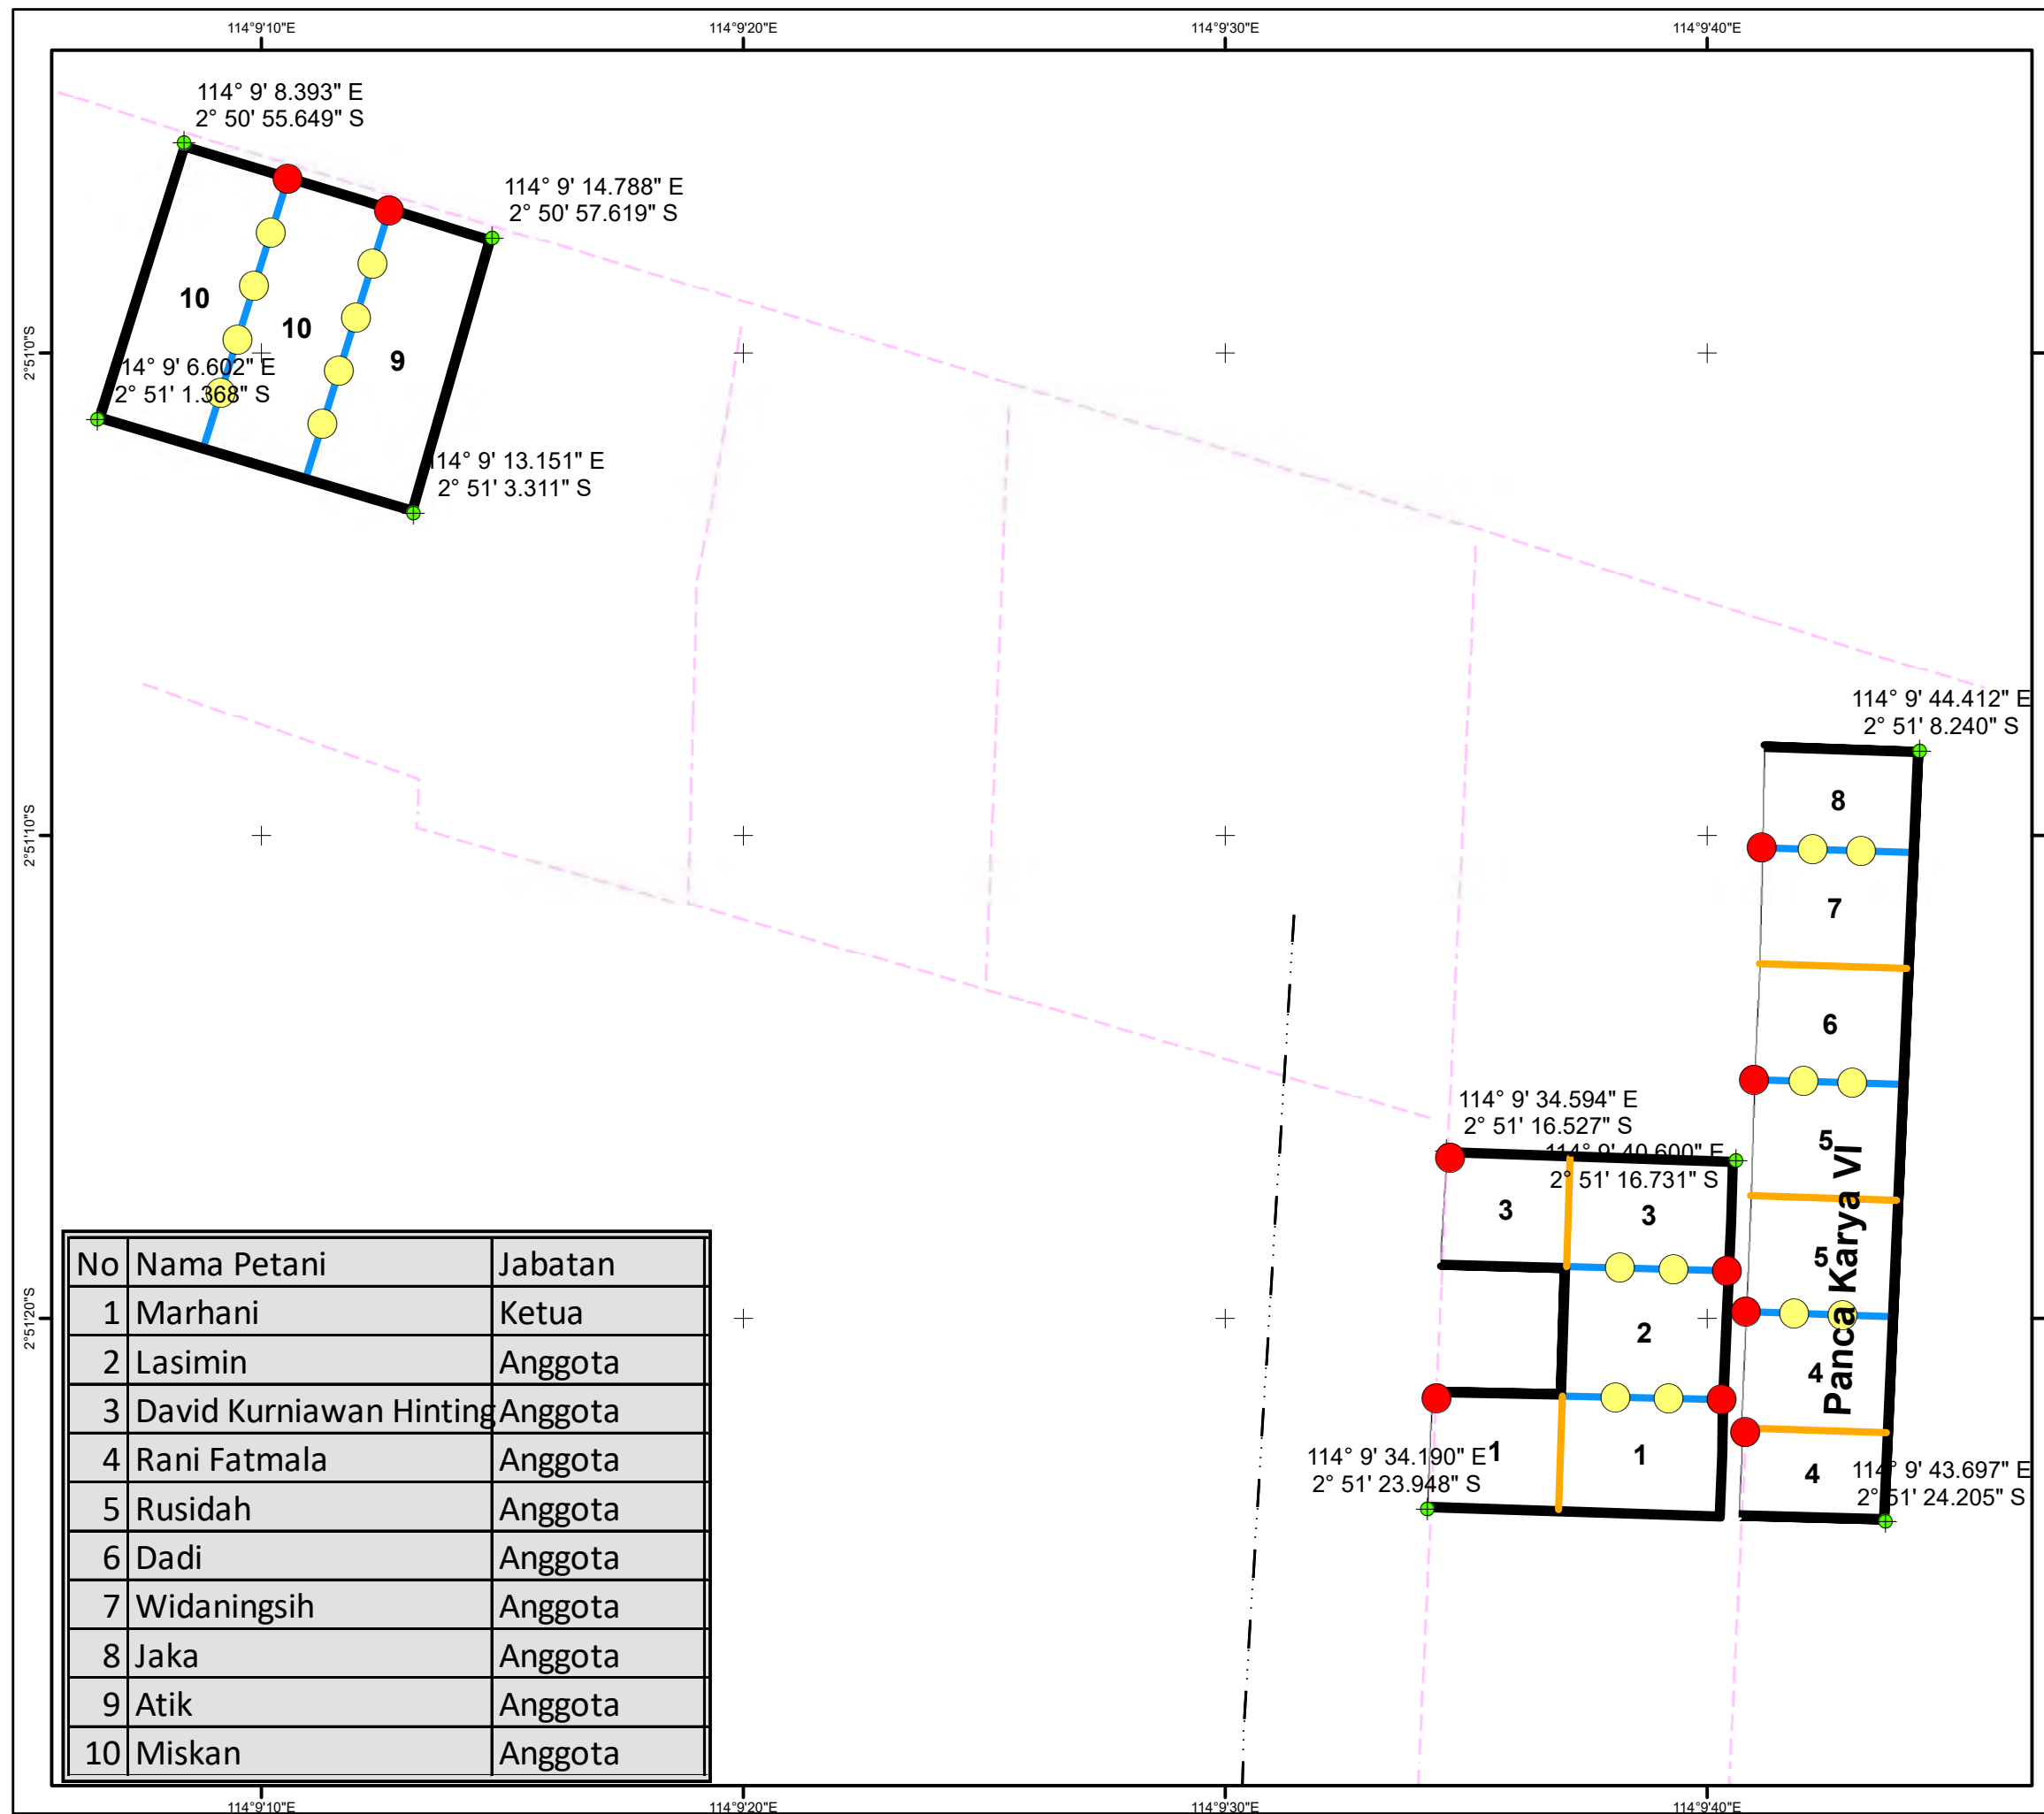 114°9'10"E 114°9'20"E 114°9'30"E 114°9'40"E
114° 9' 8.393" E
2° 50' 55.649" S
114° 9' 14.788" E
2° 50' 57.619" S
10
10
9
2°51'0"S
14° 9' 6.602" E
2° 51' 1.368" S
114° 9' 13.151" E
2° 51' 3.311" S
114° 9' 44.412" E
2° 51' 8.240" S
8
2°51'10"S
7
6
114° 9' 34.594" E
2° 51' 16.527" S
114° 9' 40.600" E
2° 51' 16.731" S
5
Panca Karya VI
3
3
5
2°51'20"S
2
4
1
1
4
114° 9' 34.190" E
2° 51' 23.948" S
114° 9' 43.697" E
2° 51' 24.205" S
No Nama Petani Jabatan
1 Marhani Ketua
2 Lasimin Anggota
3 David Kurniawan Hinting Anggota
4 Rani Fatmala Anggota
5 Rusidah Anggota
6 Dadi Anggota
7 Widaningsih Anggota
8 Jaka Anggota
9 Atik Anggota
10 Miskan Anggota
114°9'10"E 114°9'20"E 114°9'30"E 114°9'40"E